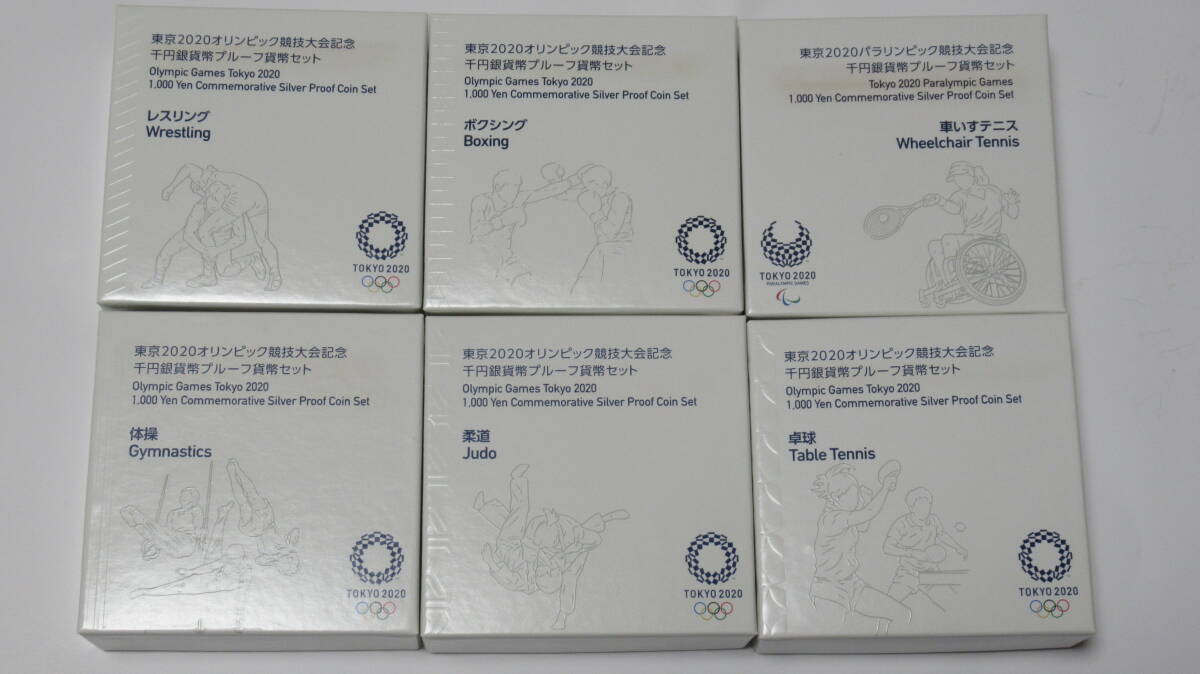 東京2020オリンピック競技大会記念
千円銀貨幣プルーフ貨幣セット
Olympic Games Tokyo 2020
1,000 Yen Commemorative Silver Proof Coin Set
レスリング
Wrestling
TOKYO 2020
東京2020オリンピック競技大会記念
千円銀貨幣プルーフ貨幣セット
Olympic Games Tokyo 2020
1,000 Yen Commemorative Silver Proof Coin Set
ボクシング
Boxing
TOKYO 2020
東京2020パラリンピック競技大会記念
千円銀貨幣プルーフ貨幣セット
Tokyo 2020 Paralympic Games
1,000 Yen Commemorative Silver Proof Coin Set
車いすテニス
Wheelchair Tennis
TOKYO 2020
PARALYMPIC GAMES
東京2020オリンピック競技大会記念
千円銀貨幣プルーフ貨幣セット
Olympic Games Tokyo 2020
1,000 Yen Commemorative Silver Proof Coin Set
体操
Gymnastics
TOKYO 2020
東京2020オリンピック競技大会記念
千円銀貨幣プルーフ貨幣セット
Olympic Games Tokyo 2020
1,000 Yen Commemorative Silver Proof Coin Set
柔道
Judo
TOKYO 2020
東京2020オリンピック競技大会記念
千円銀貨幣プルーフ貨幣セット
Olympic Games Tokyo 2020
1,000 Yen Commemorative Silver Proof Coin Set
卓球
Table Tennis
TOKYO 2020